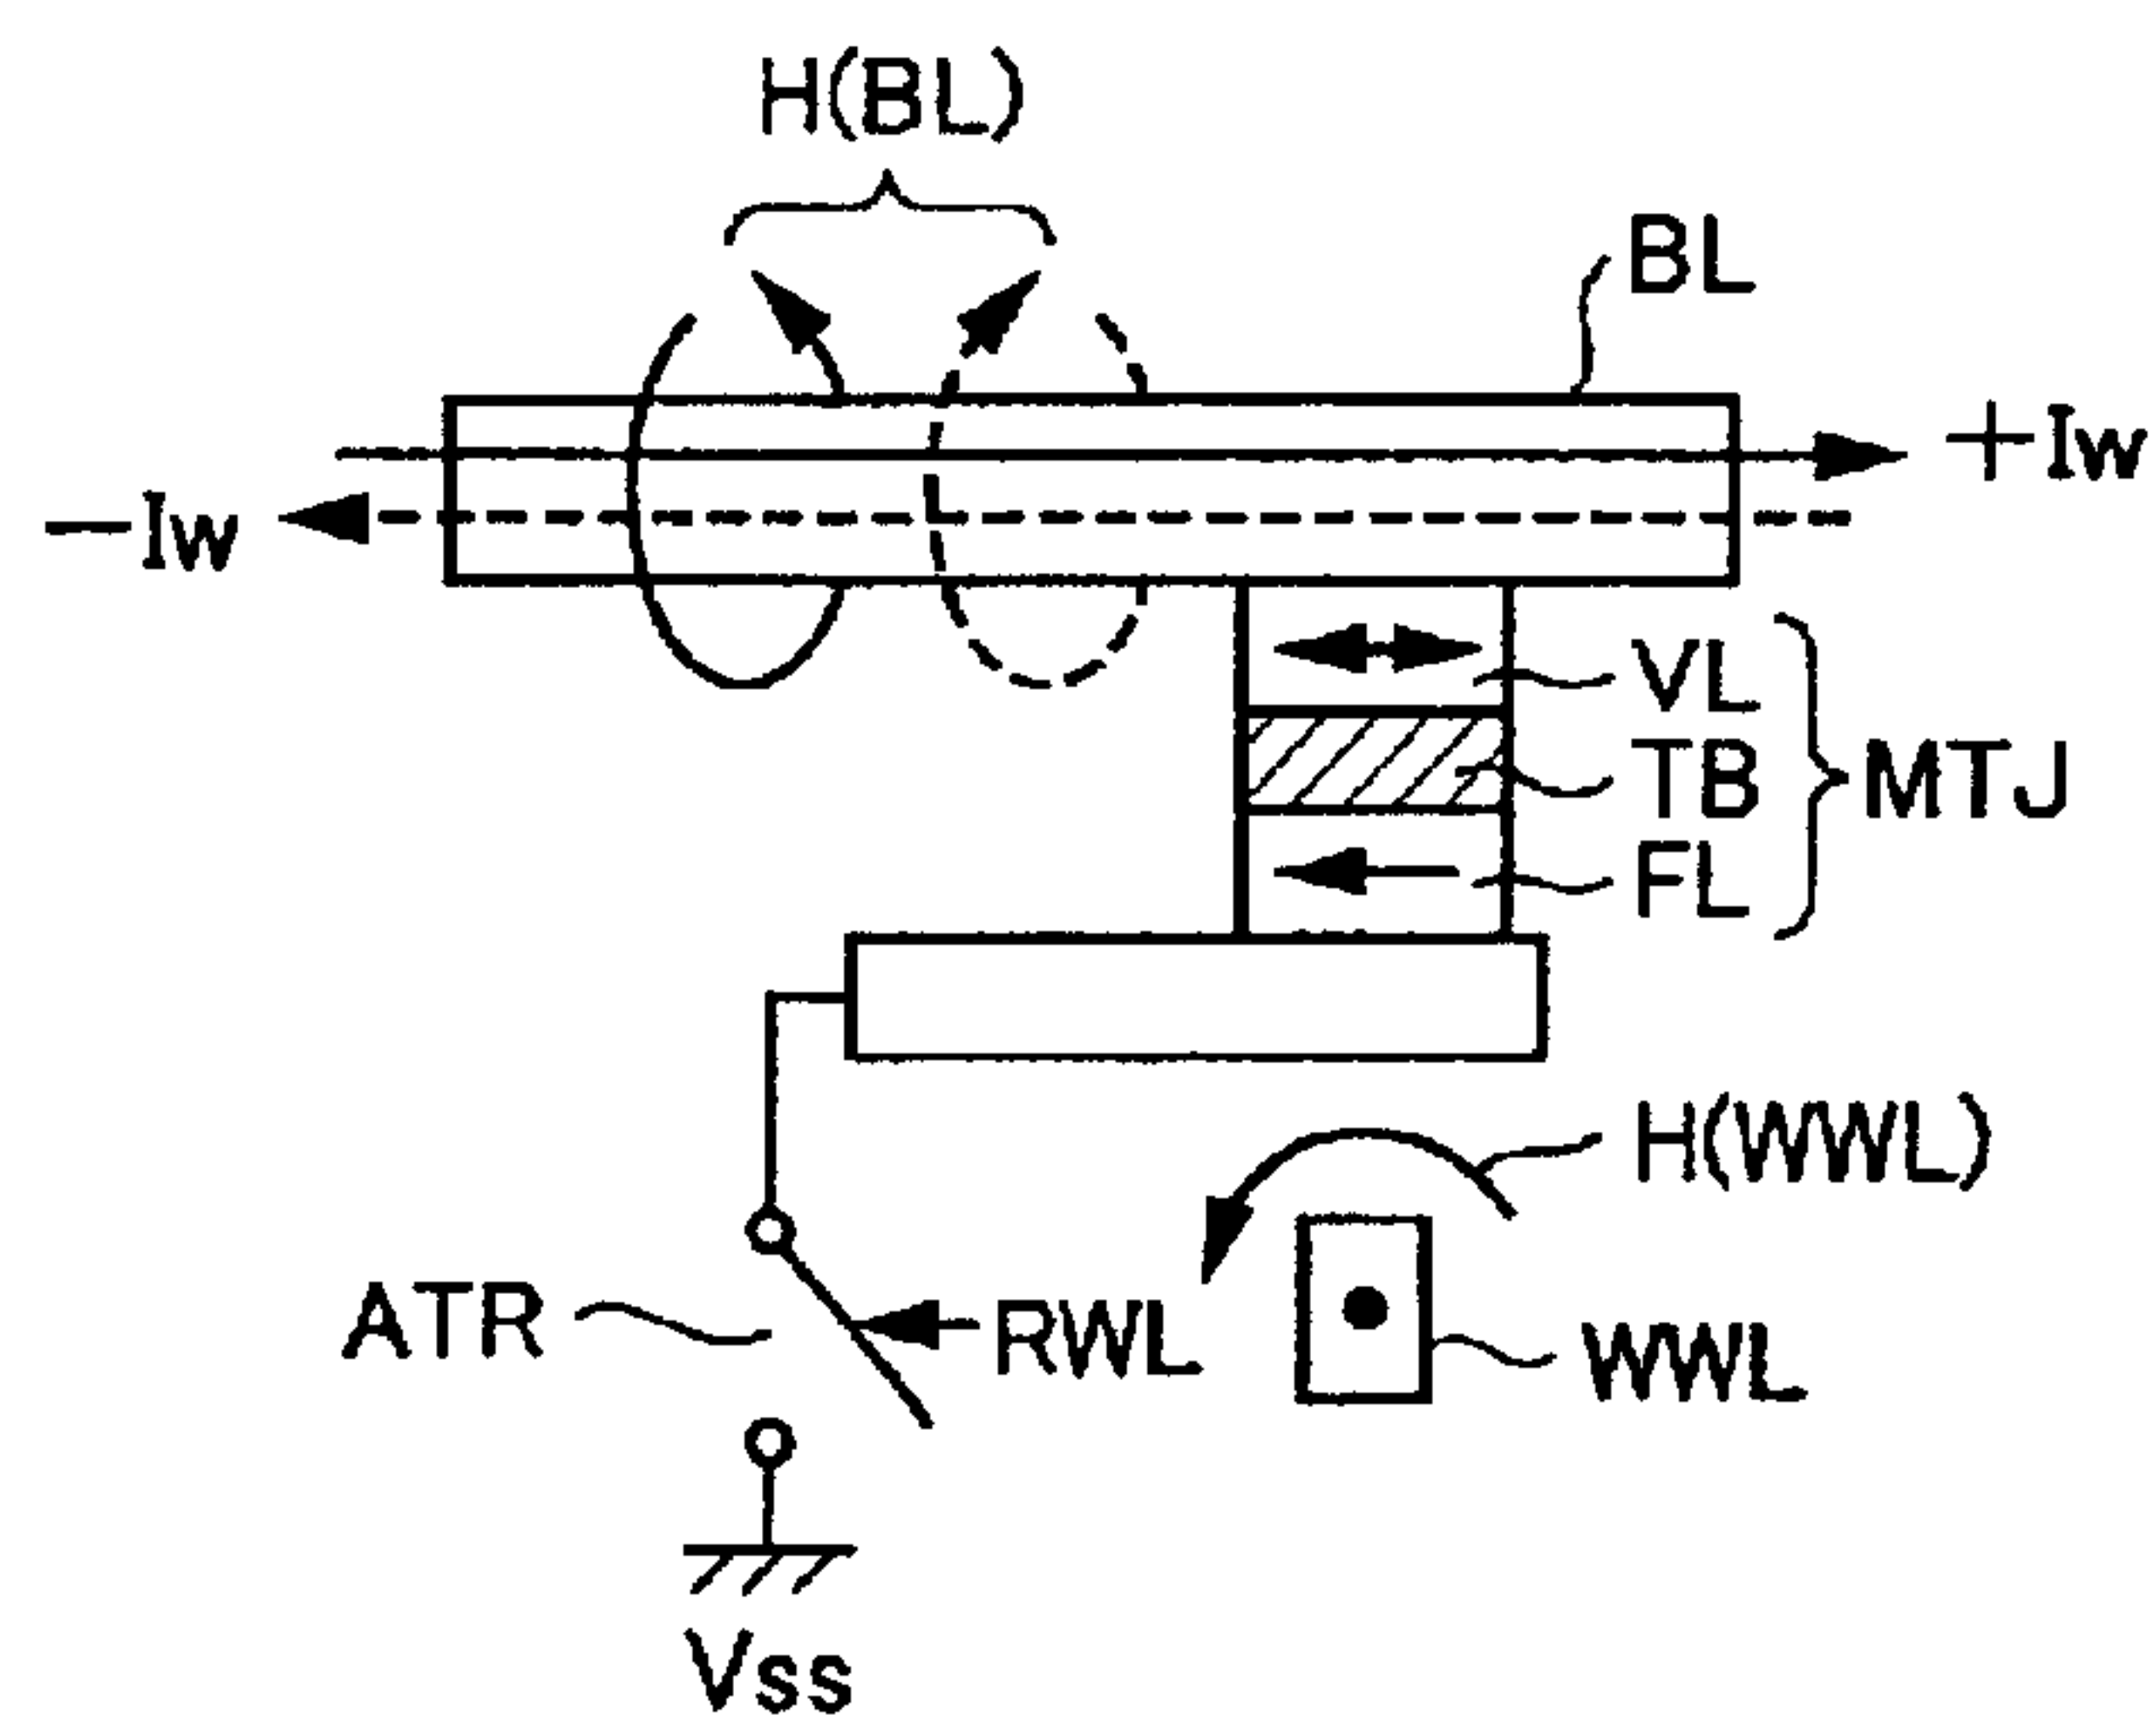 H(BL)
BL
+Iw
−Iw
VL
TB
MTJ
FL
H(WWL)
ATR
RWL
WWL
Vss